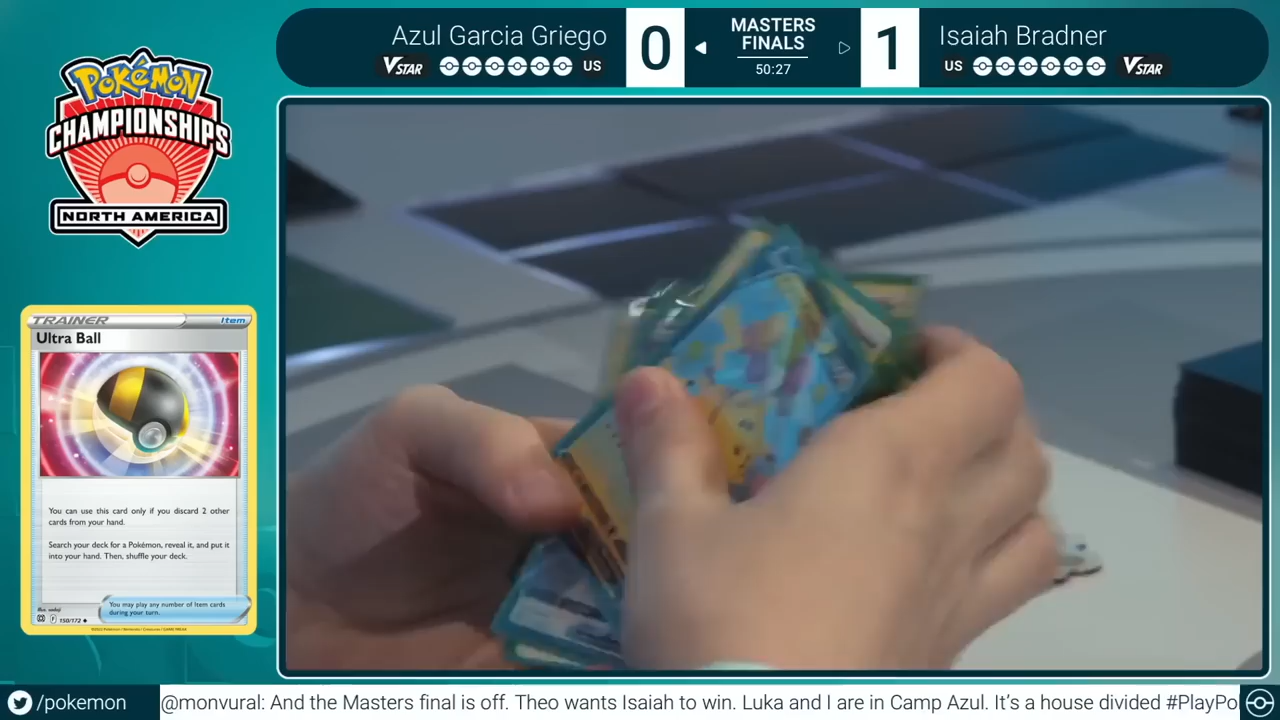 Pokémon
CHAMPIONSHIPS
NORTH AMERICA
Azul Garcia Griego
VSTAR
US
0
MASTERS
FINALS
50:27
1
Isaiah Bradner
US
VSTAR
TRAINER
Item
Ultra Ball
You can use this card only if you discard 2 other
cards from your hand.
Search your deck for a Pokémon, reveal it, and put it
into your hand. Then, shuffle your deck.
You may play any number of Item cards
during your turn.
150/172
/pokemon
@monvural: And the Masters final is off. Theo wants Isaiah to win. Luka and I are in Camp Azul. It's a house divided #PlayPo